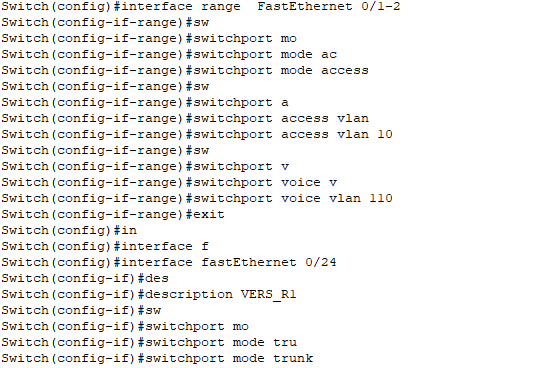 Switch(config)#interface range  FastEthernet 0/1-2
Switch(config-if-range)#sw
Switch(config-if-range)#switchport mo
Switch(config-if-range)#switchport mode ac
Switch(config-if-range)#switchport mode access
Switch(config-if-range)#sw
Switch(config-if-range)#switchport a
Switch(config-if-range)#switchport access vlan
Switch(config-if-range)#switchport access vlan 10
Switch(config-if-range)#sw
Switch(config-if-range)#switchport v
Switch(config-if-range)#switchport voice v
Switch(config-if-range)#switchport voice vlan 110
Switch(config-if-range)#exit
Switch(config)#in
Switch(config)#interface f
Switch(config)#interface fastEthernet 0/24
Switch(config-if)#des
Switch(config-if)#description VERS_R1
Switch(config-if)#sw
Switch(config-if)#switchport mo
Switch(config-if)#switchport mode tru
Switch(config-if)#switchport mode trunk